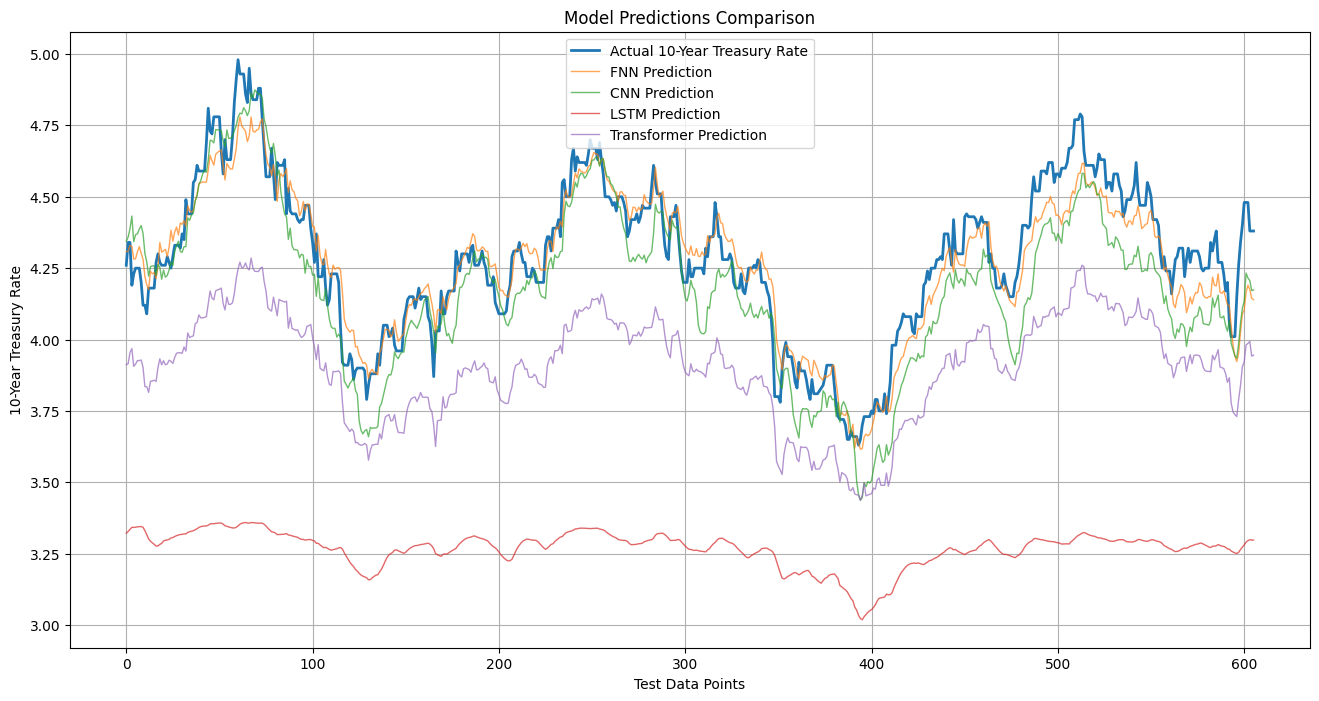 Model Predictions Comparison
Actual 10-Year Treasury Rate
FNN Prediction
CNN Prediction
LSTM Prediction
Transformer Prediction
10-Year Treasury Rate
5.00
4.75
4.50
4.25
4.00
3.75
3.50
3.25
3.00
0
100
200
300
400
500
600
Test Data Points